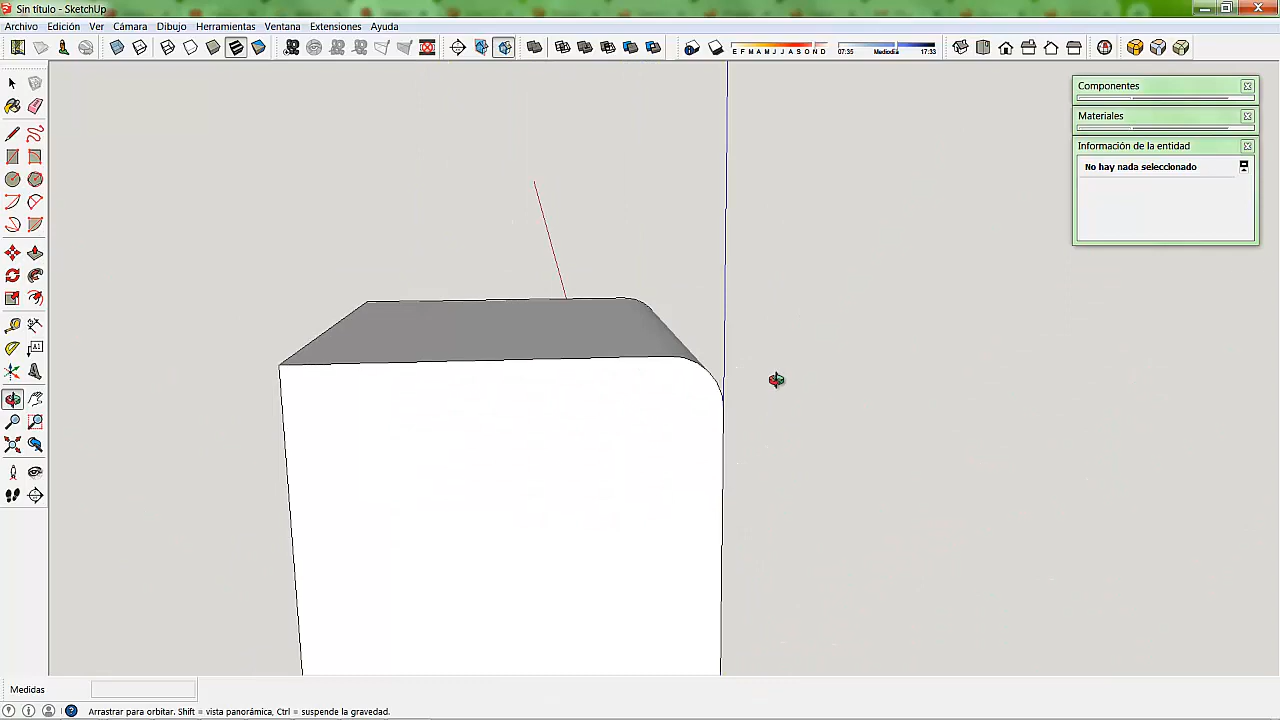 Sin título - SketchUp
Archivo Edición Ver Cámara Dibujo Herramientas Ventana Extensiones Ayuda
E F M A M J J A S O N D 07:35 Mediodía 17:33
Componentes
Materiales
Información de la entidad
No hay nada seleccionado
A1
Medidas
Arrastrar para orbitar. Shift = vista panorámica, Ctrl = suspende la gravedad.